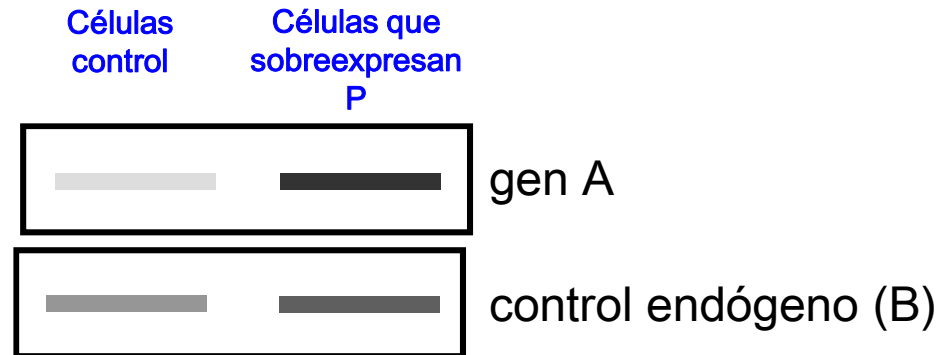 Células
control
Células que
sobreexpresan
P
gen A
control endógeno (B)